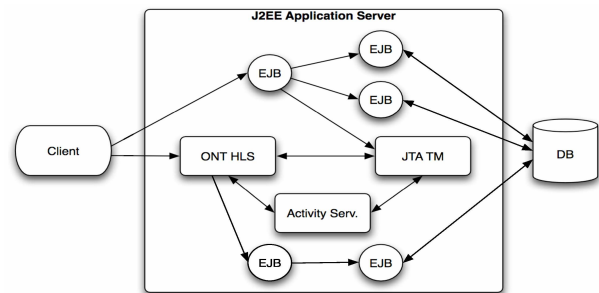 J2EE Application Server
EJB
EJB
EJB
Client
ONT HLS
JTA TM
DB
Activity Serv.
EJB
EJB